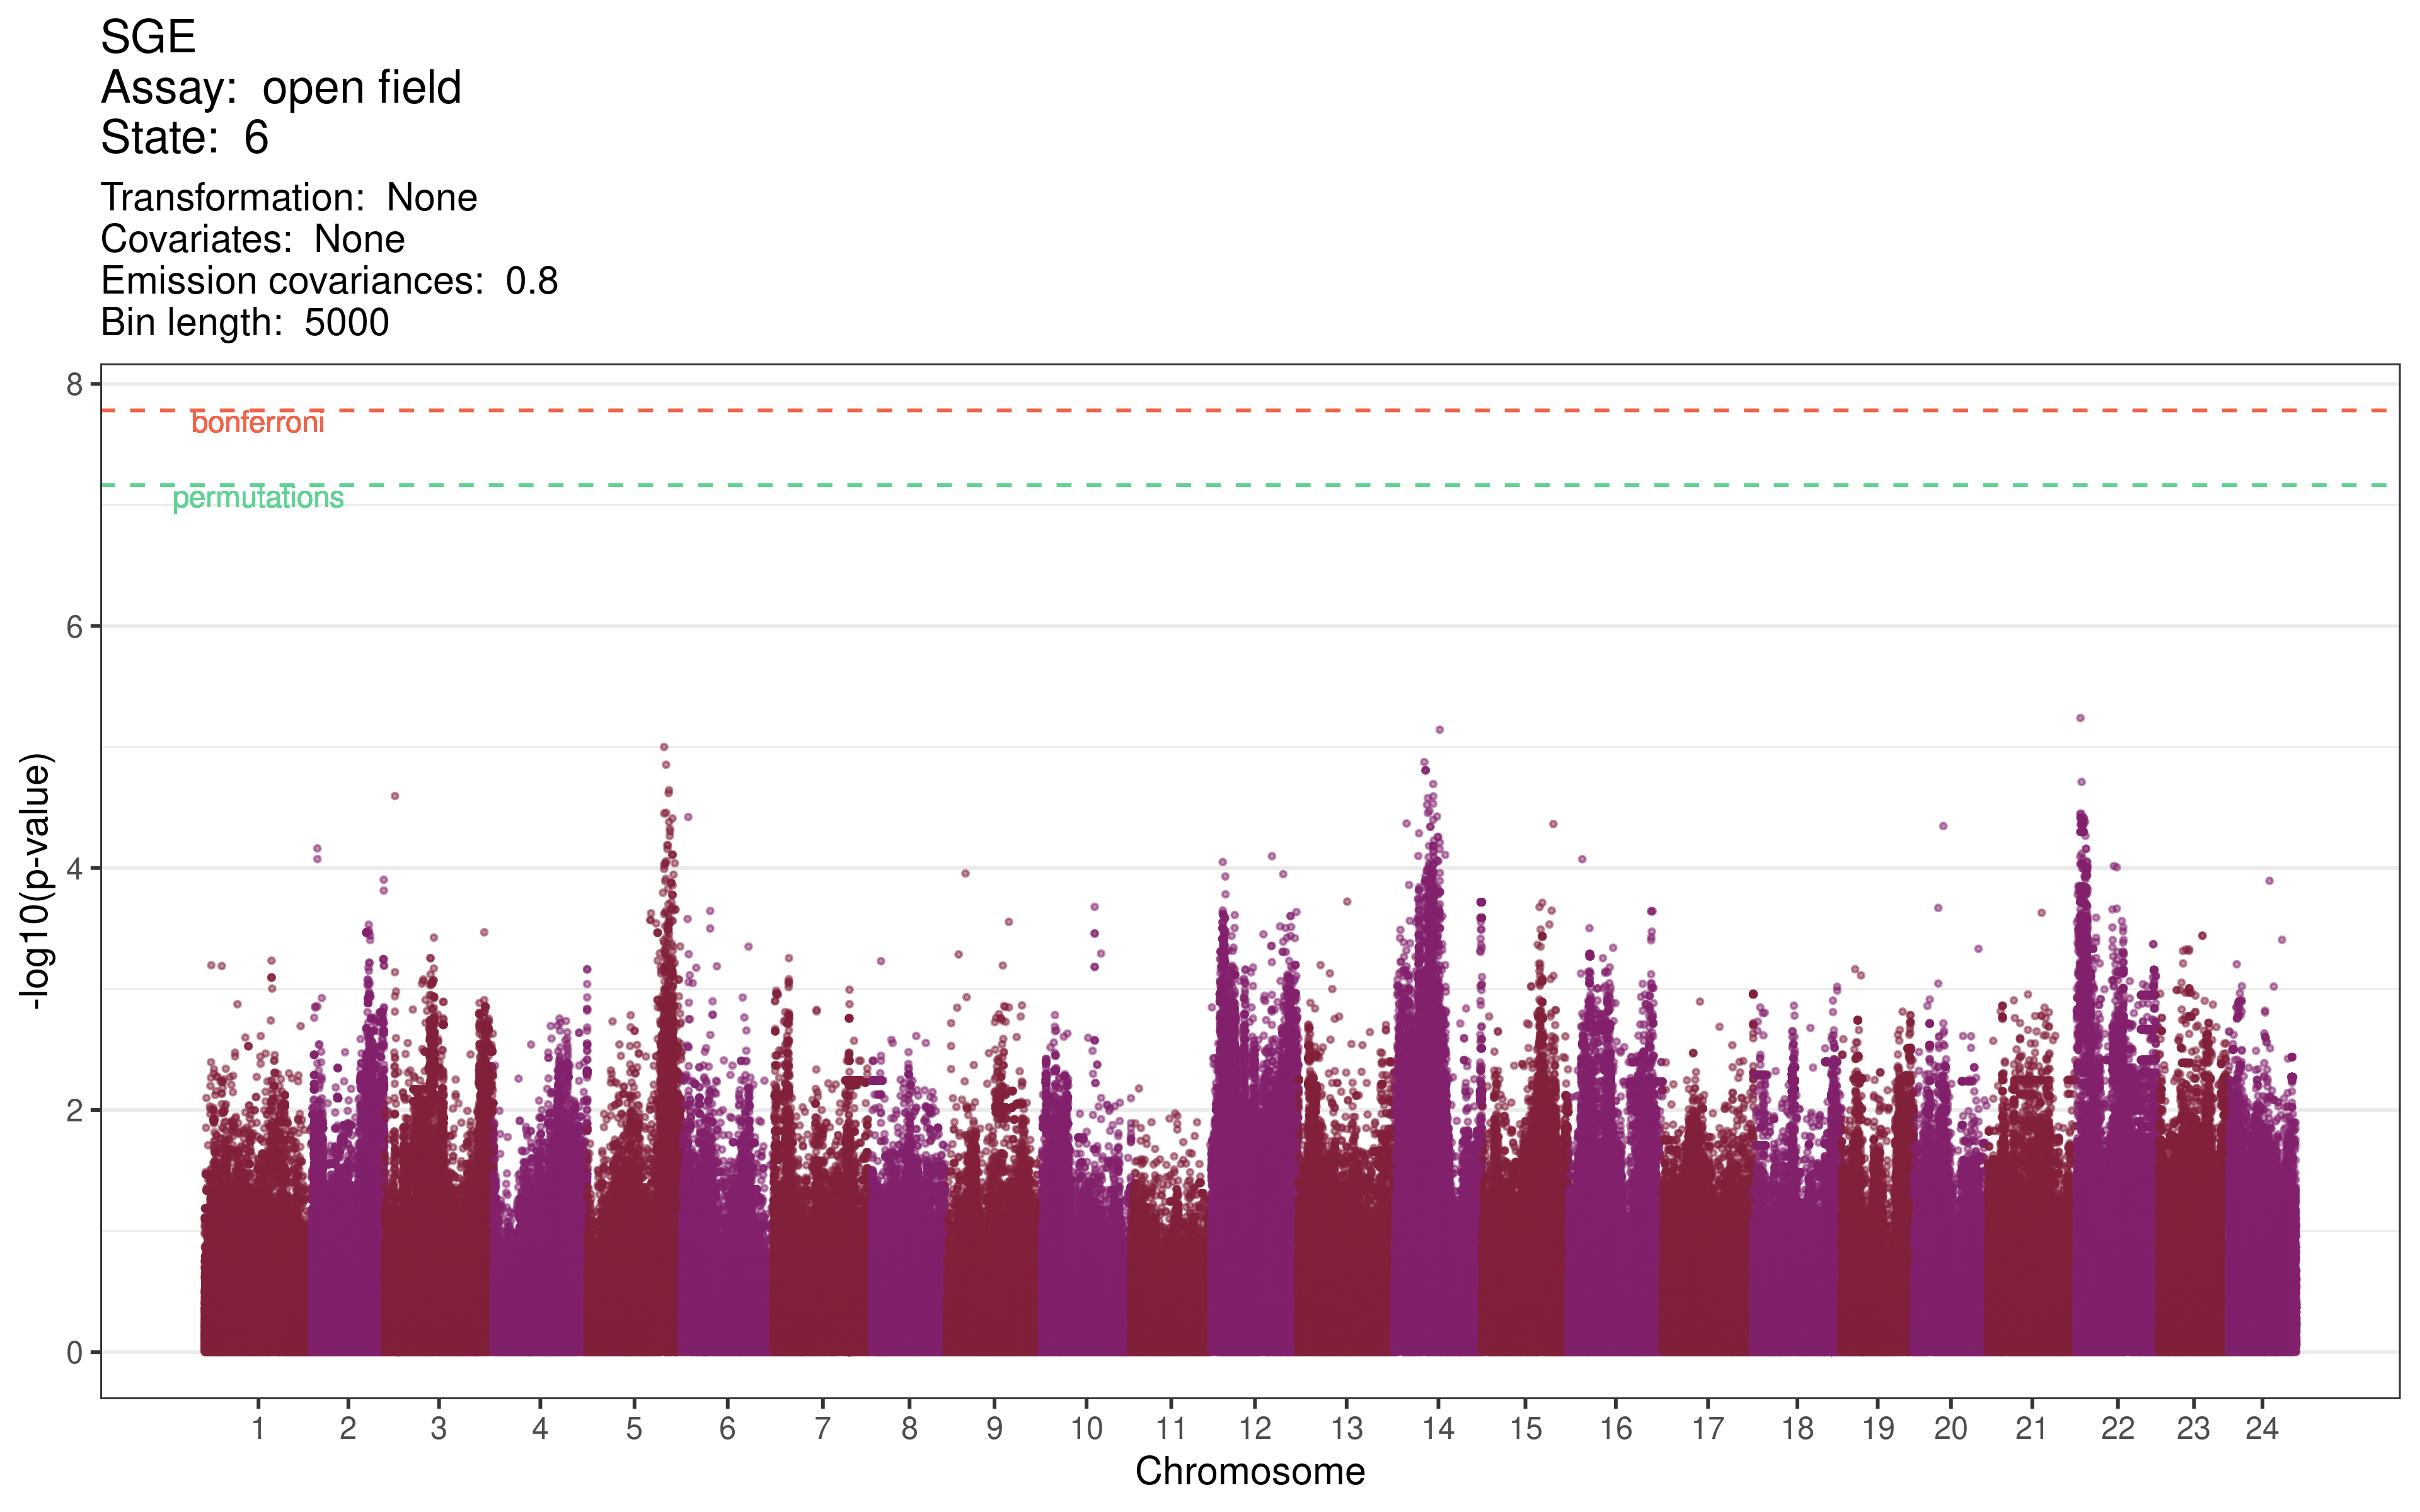 SGE
Assay: open field
State: 6
Transformation: None
Covariates: None
Emission covariances: 0.8
Bin length: 5000
8
bonferroni
permutations
6
4
2
0
-log10(p-value)
1 2 3 4 5 6 7 8 9 10 11 12 13 14 15 16 17 18 19 20 21 22 23 24
Chromosome